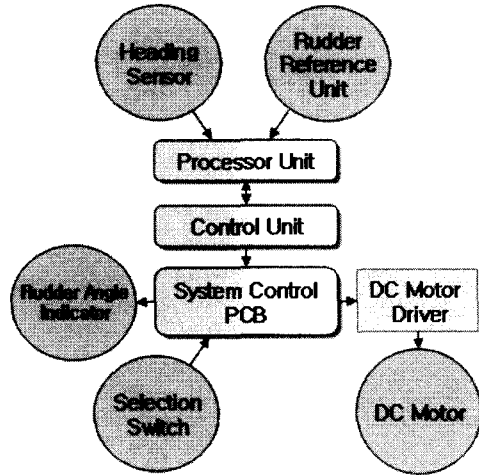 Heading
Sensor
Rudder
Reference
Unit
Processor Unit
Control Unit
System Control
PCB
Rudder Angle
Indicator
DC Motor
Driver
Selection
Switch
DC Motor